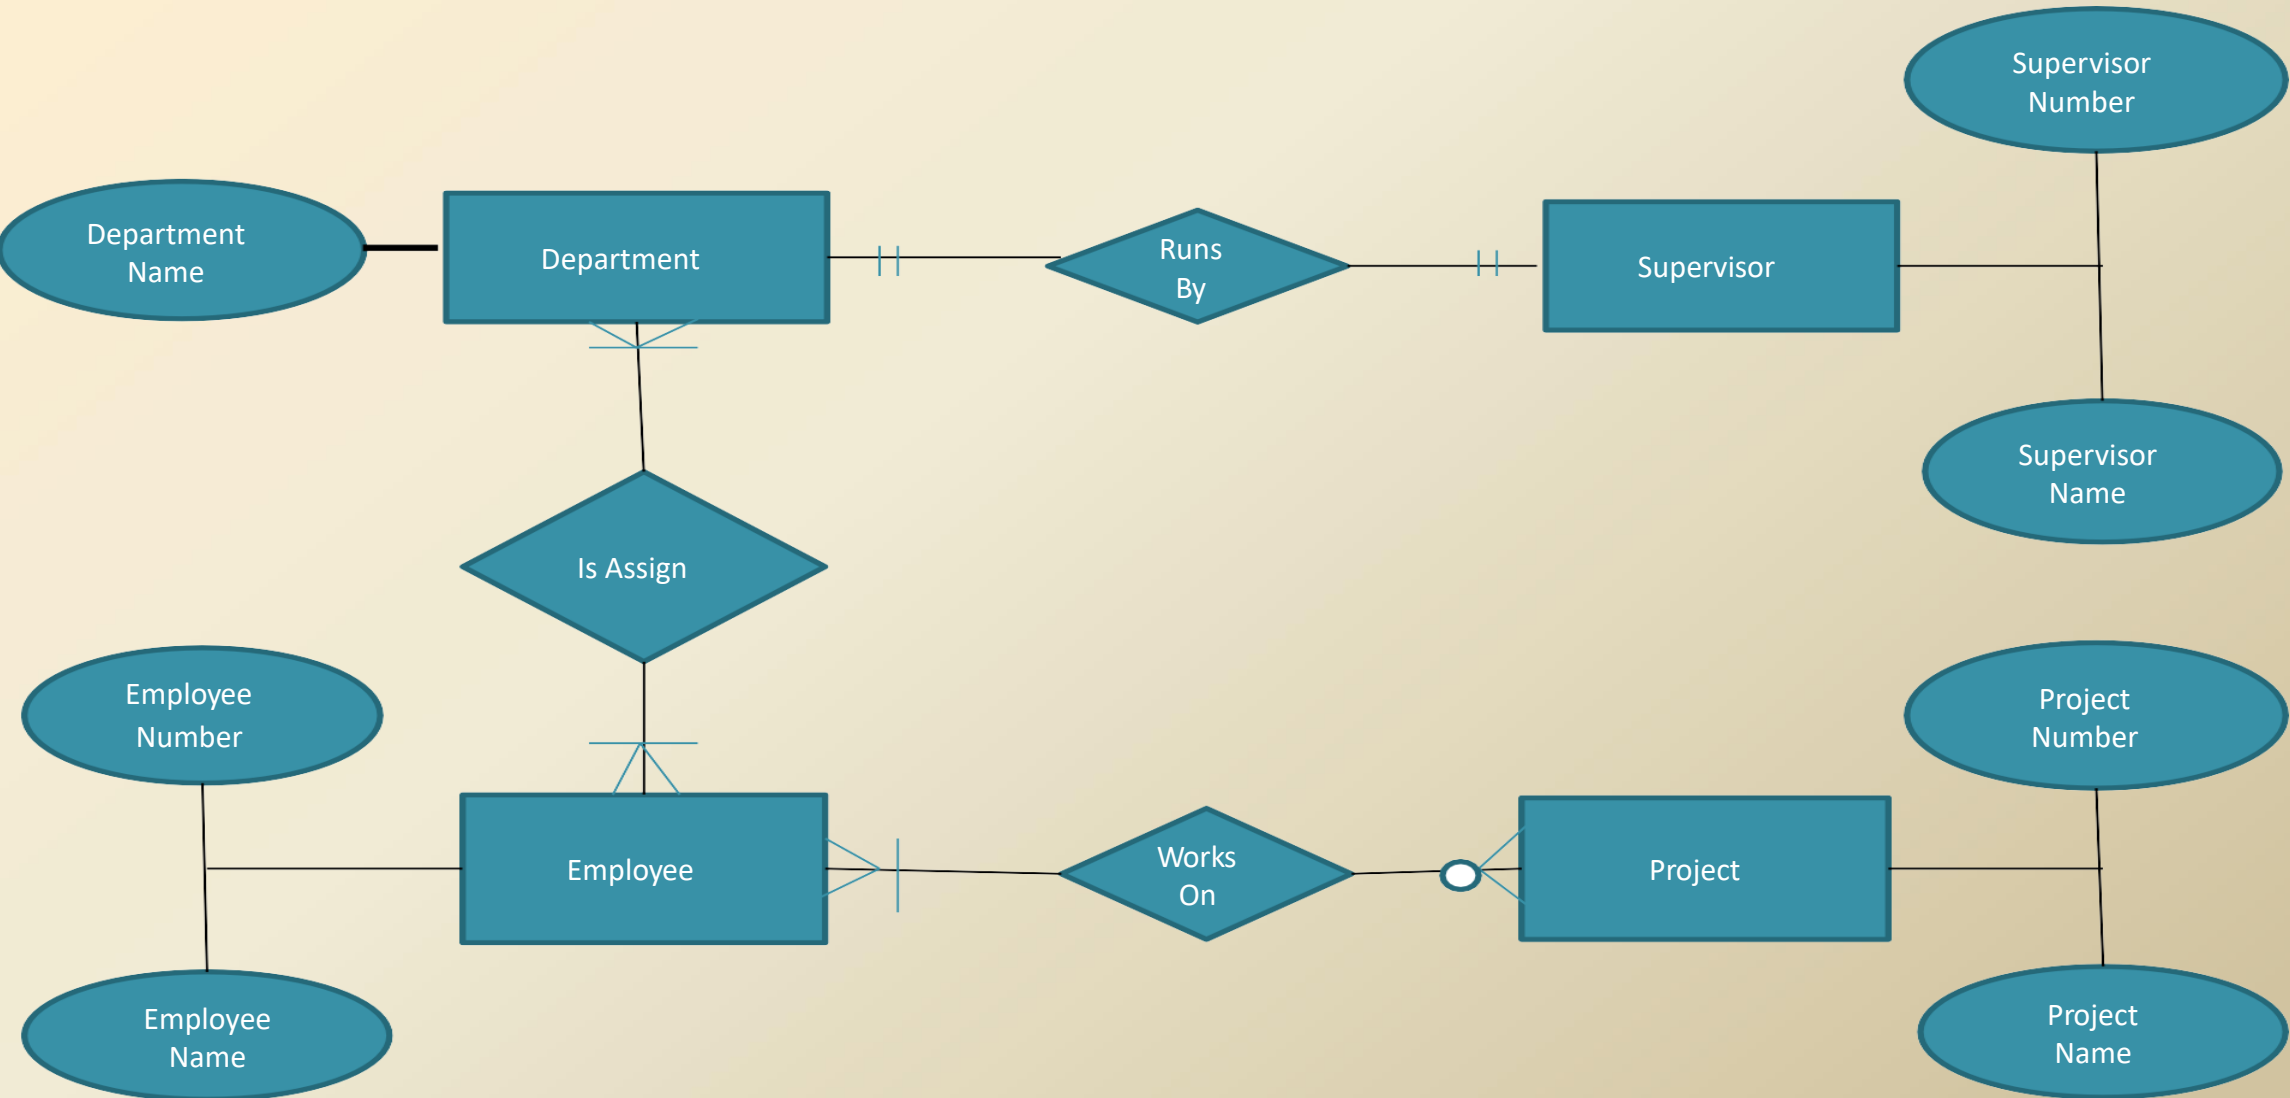 Supervisor
Number
Department
Name
Department
Runs
By
Supervisor
Supervisor
Name
Is Assign
Employee
Number
Project
Number
Employee
Works
On
Project
Employee
Name
Project
Name